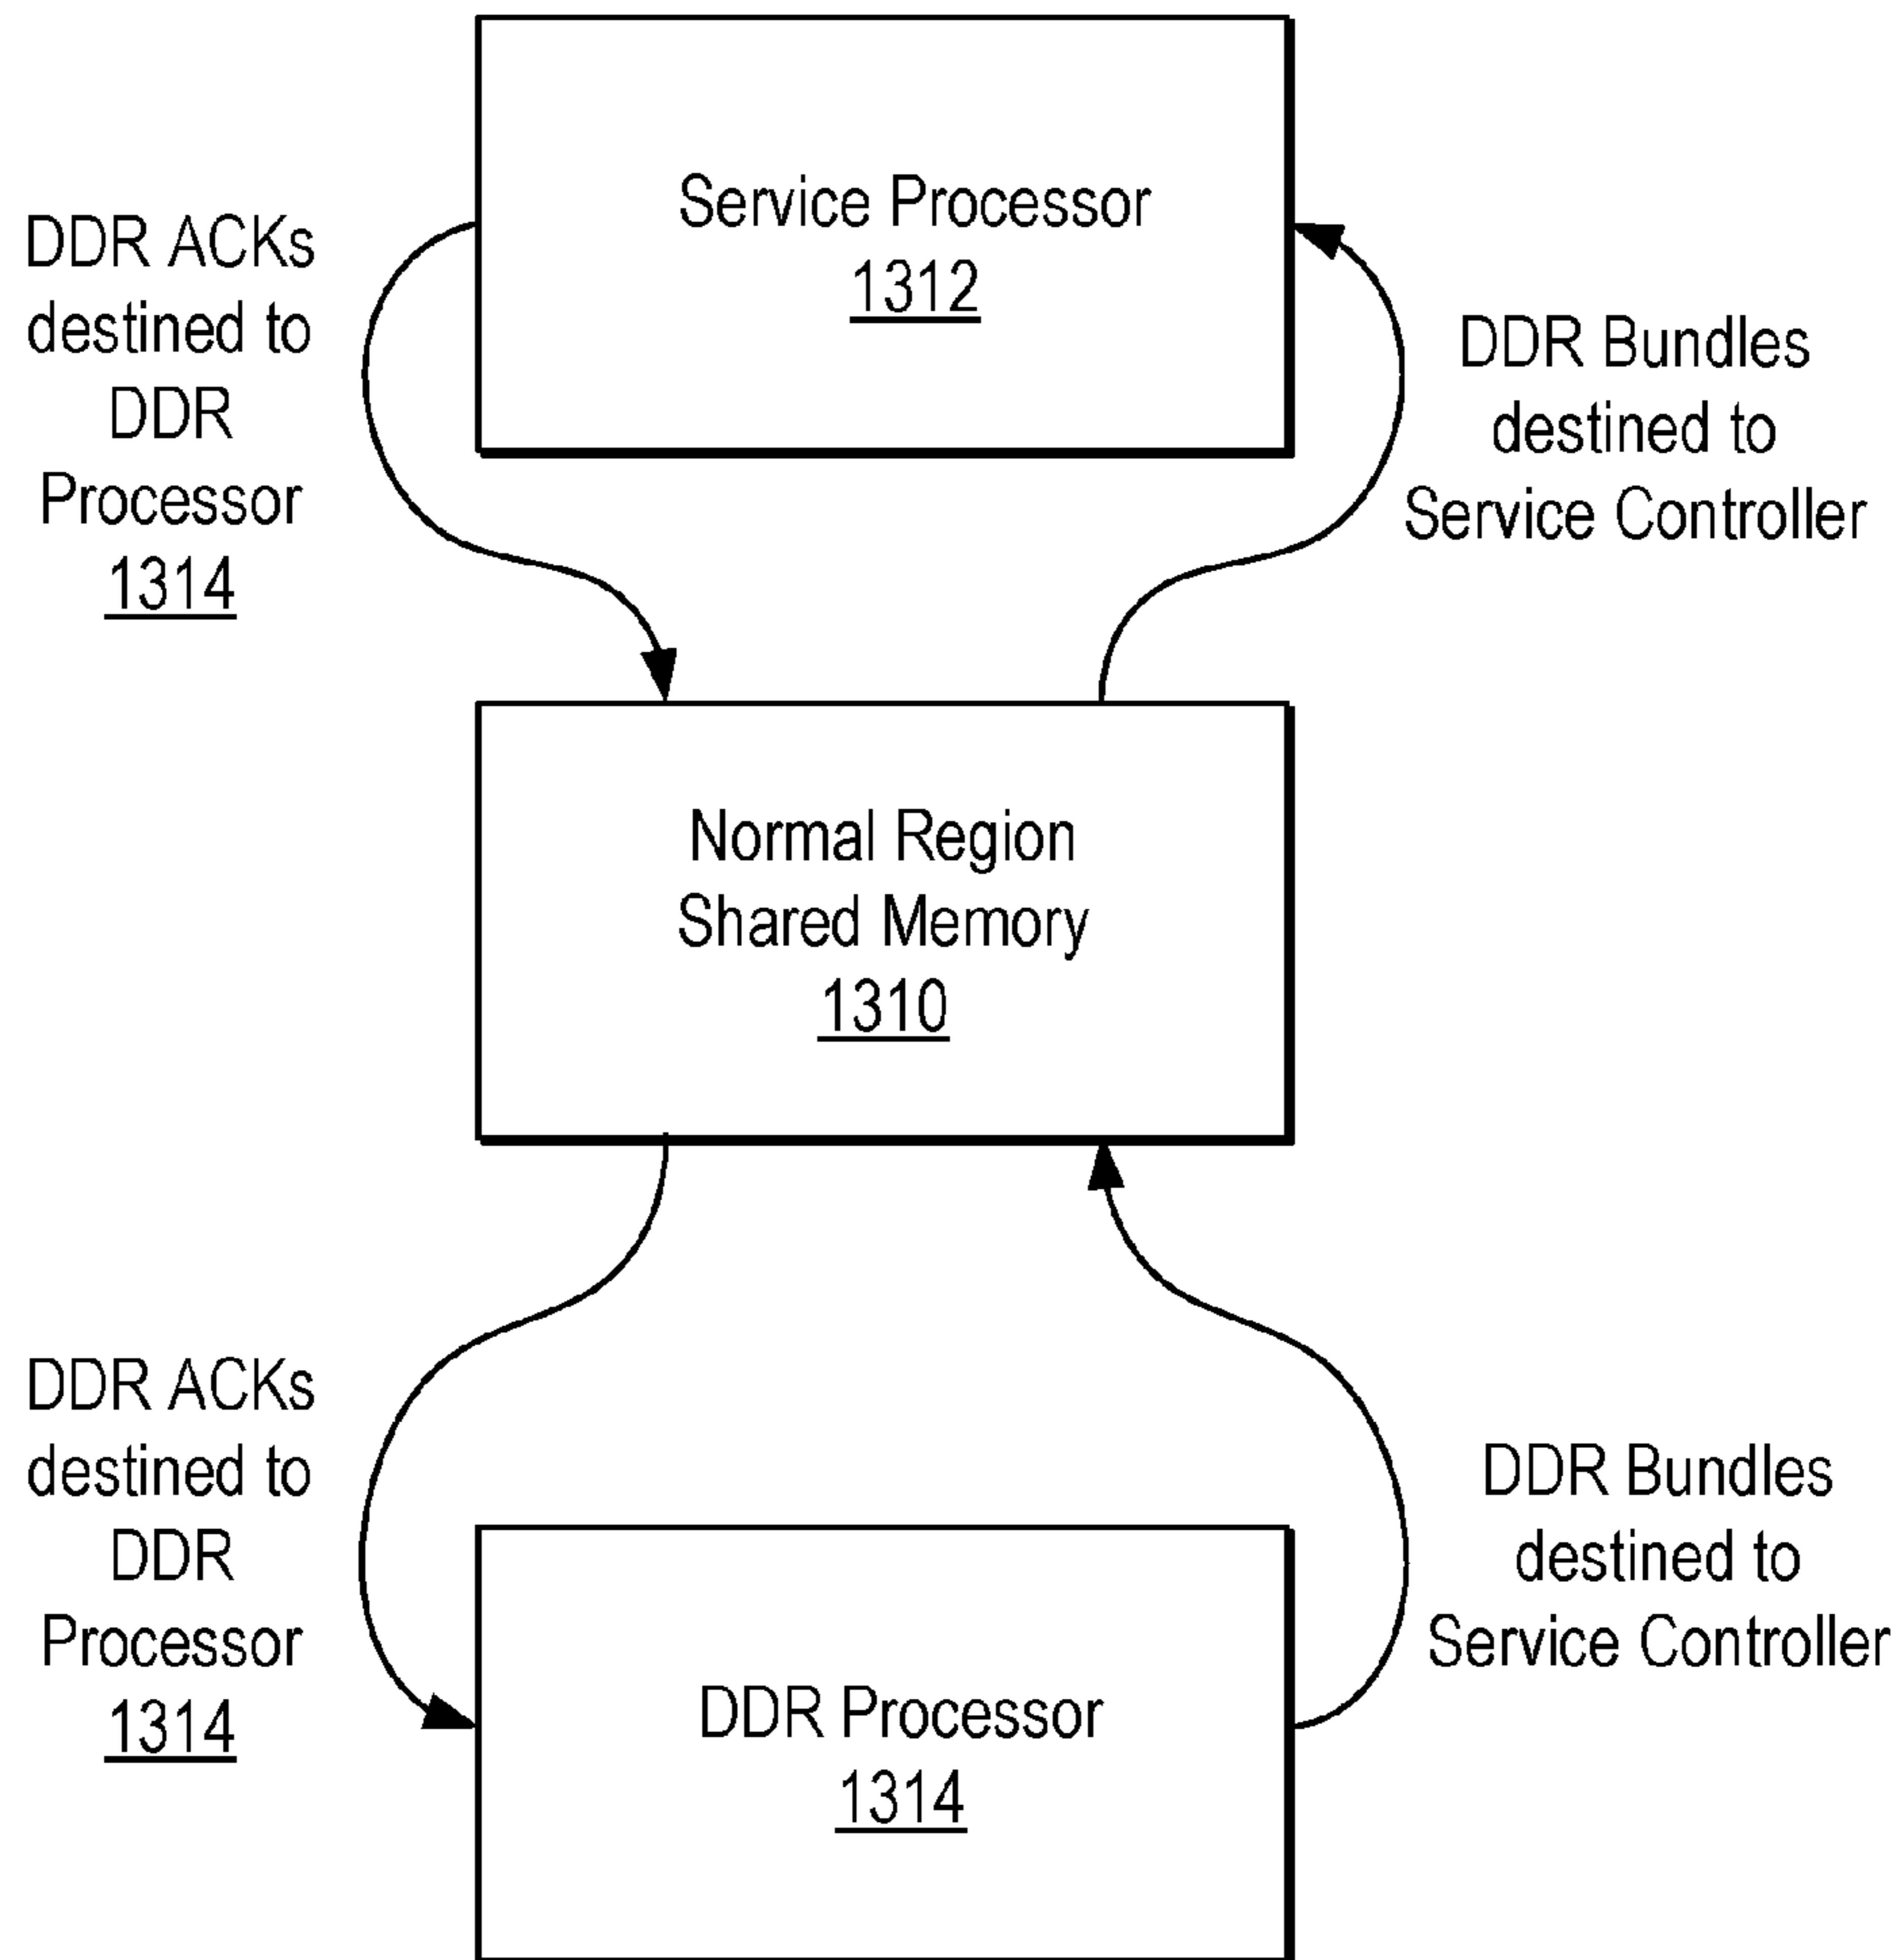 Service Processor
1312
DDR ACKs
destined to
DDR
Processor
1314
DDR Bundles
destined to
Service Controller
Normal Region
Shared Memory
1310
DDR ACKs
destined to
DDR
Processor
1314
DDR Bundles
destined to
Service Controller
DDR Processor
1314